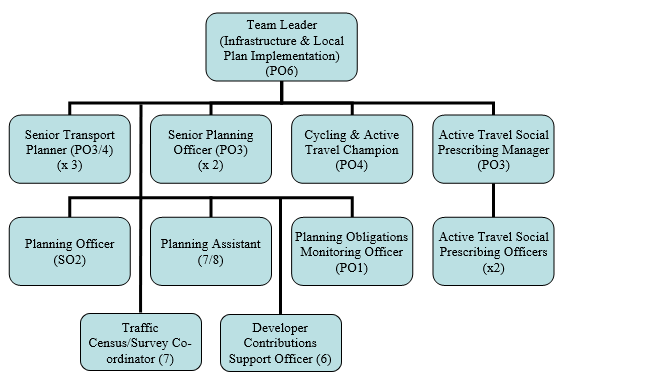 Team Leader
(Infrastructure & Local
Plan Implementation)
(PO6)
Senior Transport
Planner (PO3/4)
(x 3)
Senior Planning
Officer (PO3)
(x 2)
Cycling & Active
Travel Champion
(PO4)
Active Travel Social
Prescribing Manager
(PO3)
Planning Officer
(SO2)
Planning Assistant
(7/8)
Planning Obligations
Monitoring Officer
(PO1)
Active Travel Social
Prescribing Officers
(x2)
Traffic
Census/Survey Co-
ordinator (7)
Developer
Contributions
Support Officer (6)